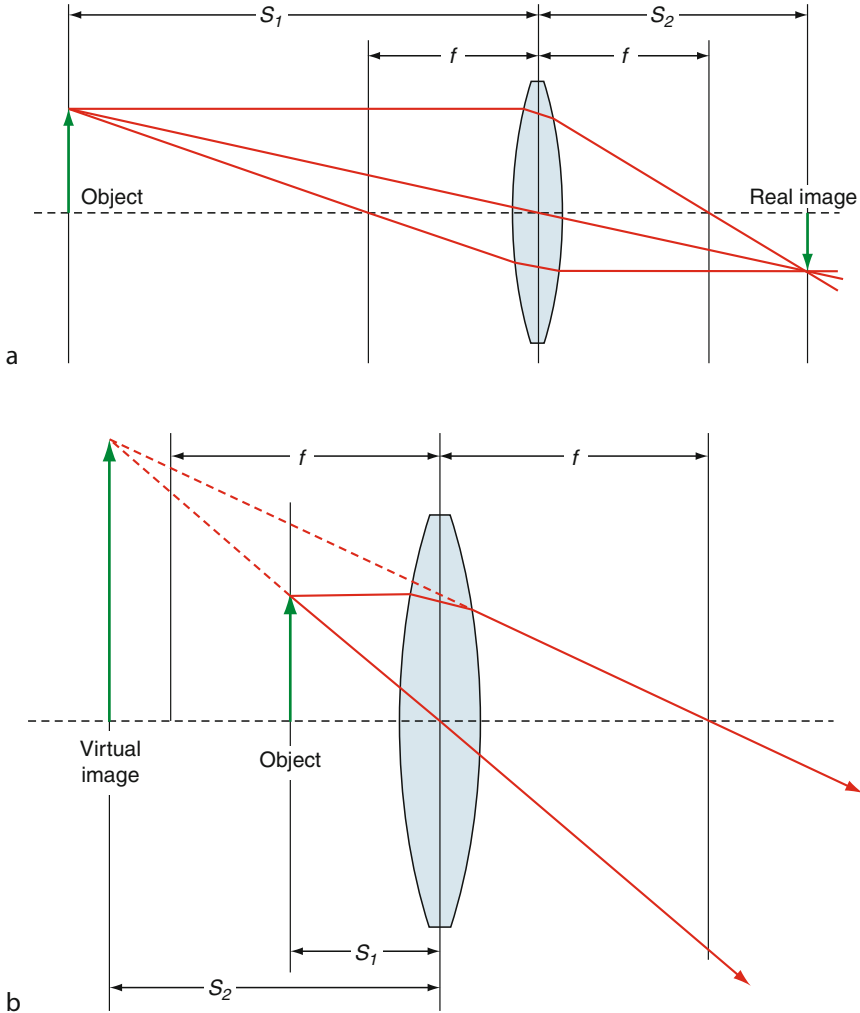 S1 S2
f f
Object Real image
a
f f
Virtual
image
Object
S1
S2
b